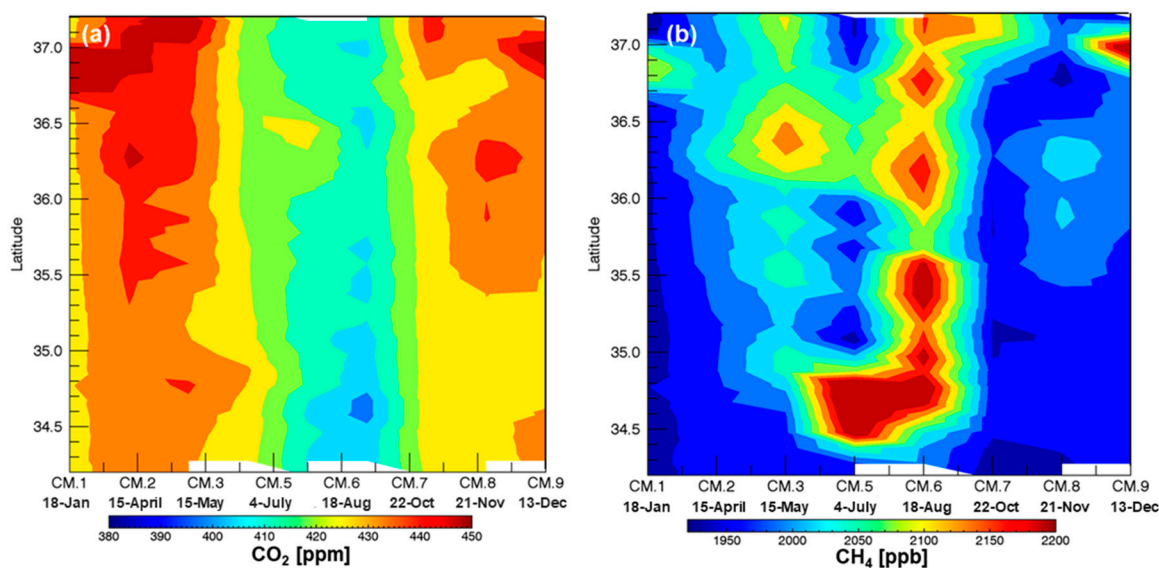 (a)
37.0
36.5
36.0
35.5
35.0
34.5
Latitude
CM.1 CM.2 CM.3 CM.5 CM.6 CM.7 CM.8 CM.9
18-Jan 15-April 15-May 4-July 18-Aug 22-Oct 21-Nov 13-Dec
380 390 400 410 420 430 440 450
CO2 [ppm]
(b)
37.0
36.5
36.0
35.5
35.0
34.5
Latitude
CM.1 CM.2 CM.3 CM.5 CM.6 CM.7 CM.8 CM.9
18-Jan 15-April 15-May 4-July 18-Aug 22-Oct 21-Nov 13-Dec
1950 2000 2050 2100 2150 2200
CH4 [ppb]